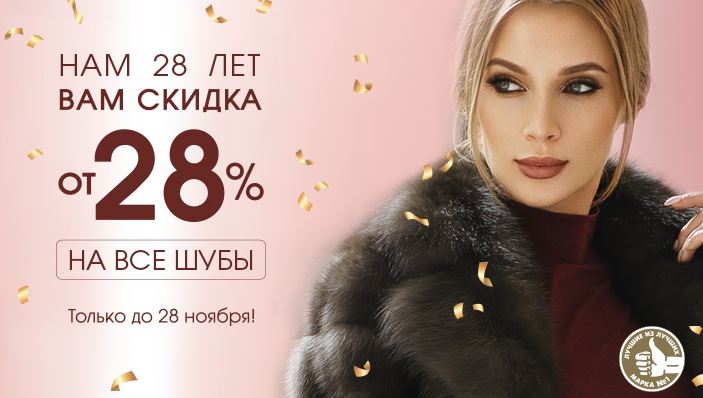 НАМ 28 ЛЕТ
ВАМ СКИДКА
ОТ 28%
НА ВСЕ ШУБЫ
Только до 28 ноября!
ЛУЧШИЕ ИЗ ЛУЧШИХ
МАРКА №1